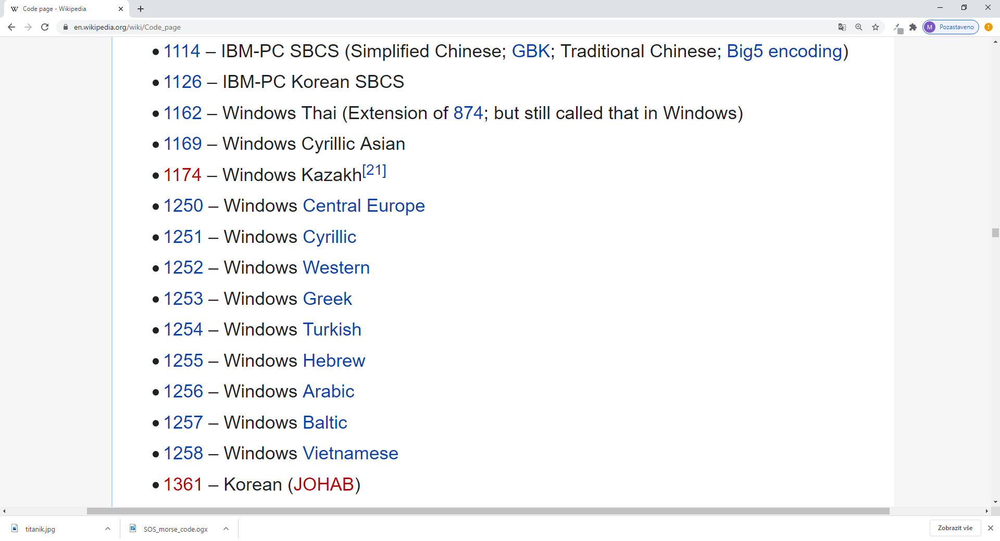 Code page - Wikipedia
en.wikipedia.org/wiki/Code_page
M Pozastaveno
• 1114 – IBM-PC SBCS (Simplified Chinese; GBK; Traditional Chinese; Big5 encoding)
• 1126 – IBM-PC Korean SBCS
• 1162 – Windows Thai (Extension of 874; but still called that in Windows)
• 1169 – Windows Cyrillic Asian
• 1174 – Windows Kazakh[21]
• 1250 – Windows Central Europe
• 1251 – Windows Cyrillic
• 1252 – Windows Western
• 1253 – Windows Greek
• 1254 – Windows Turkish
• 1255 – Windows Hebrew
• 1256 – Windows Arabic
• 1257 – Windows Baltic
• 1258 – Windows Vietnamese
• 1361 – Korean (JOHAB)
titanik.jpg
SOS_morse_code.ogx
Zobrazit vše